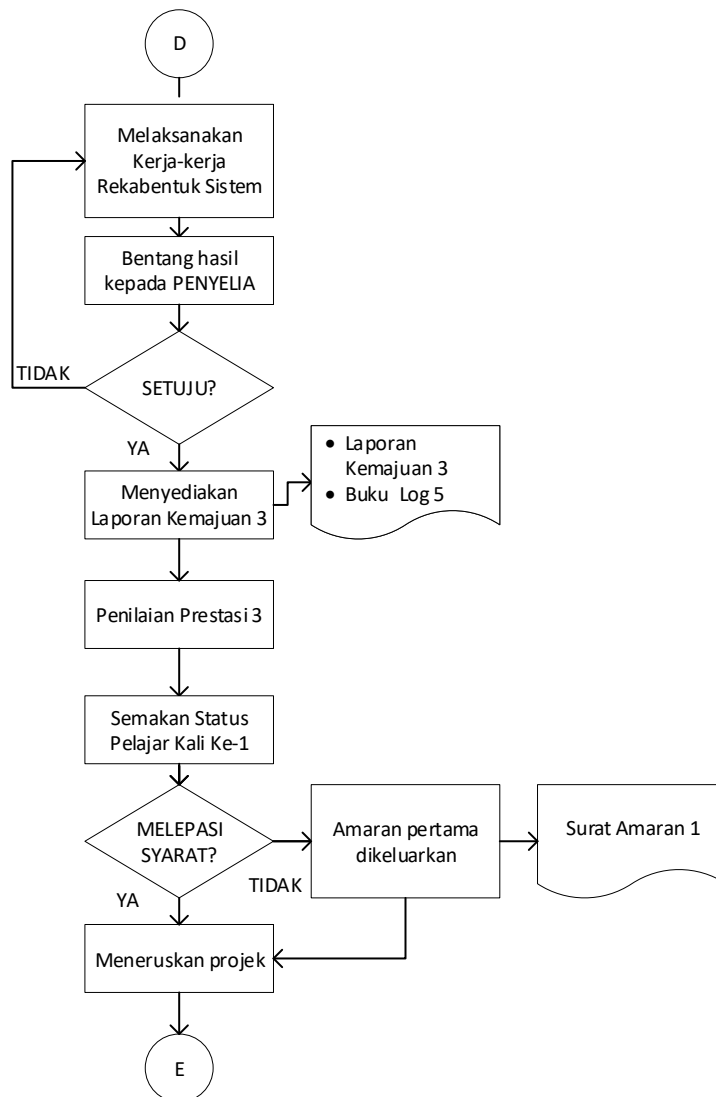 D
Melaksanakan
Kerja-kerja
Rekabentuk Sistem
Bentang hasil
kepada PENYELIA
TIDAK
SETUJU?
YA
• Laporan
Kemajuan 3
• Buku Log 5
Menyediakan
Laporan Kemajuan 3
Penilaian Prestasi 3
Semakan Status
Pelajar Kali Ke-1
MELEPASI
SYARAT?
Amaran pertama
dikeluarkan
Surat Amaran 1
TIDAK
YA
Meneruskan projek
E